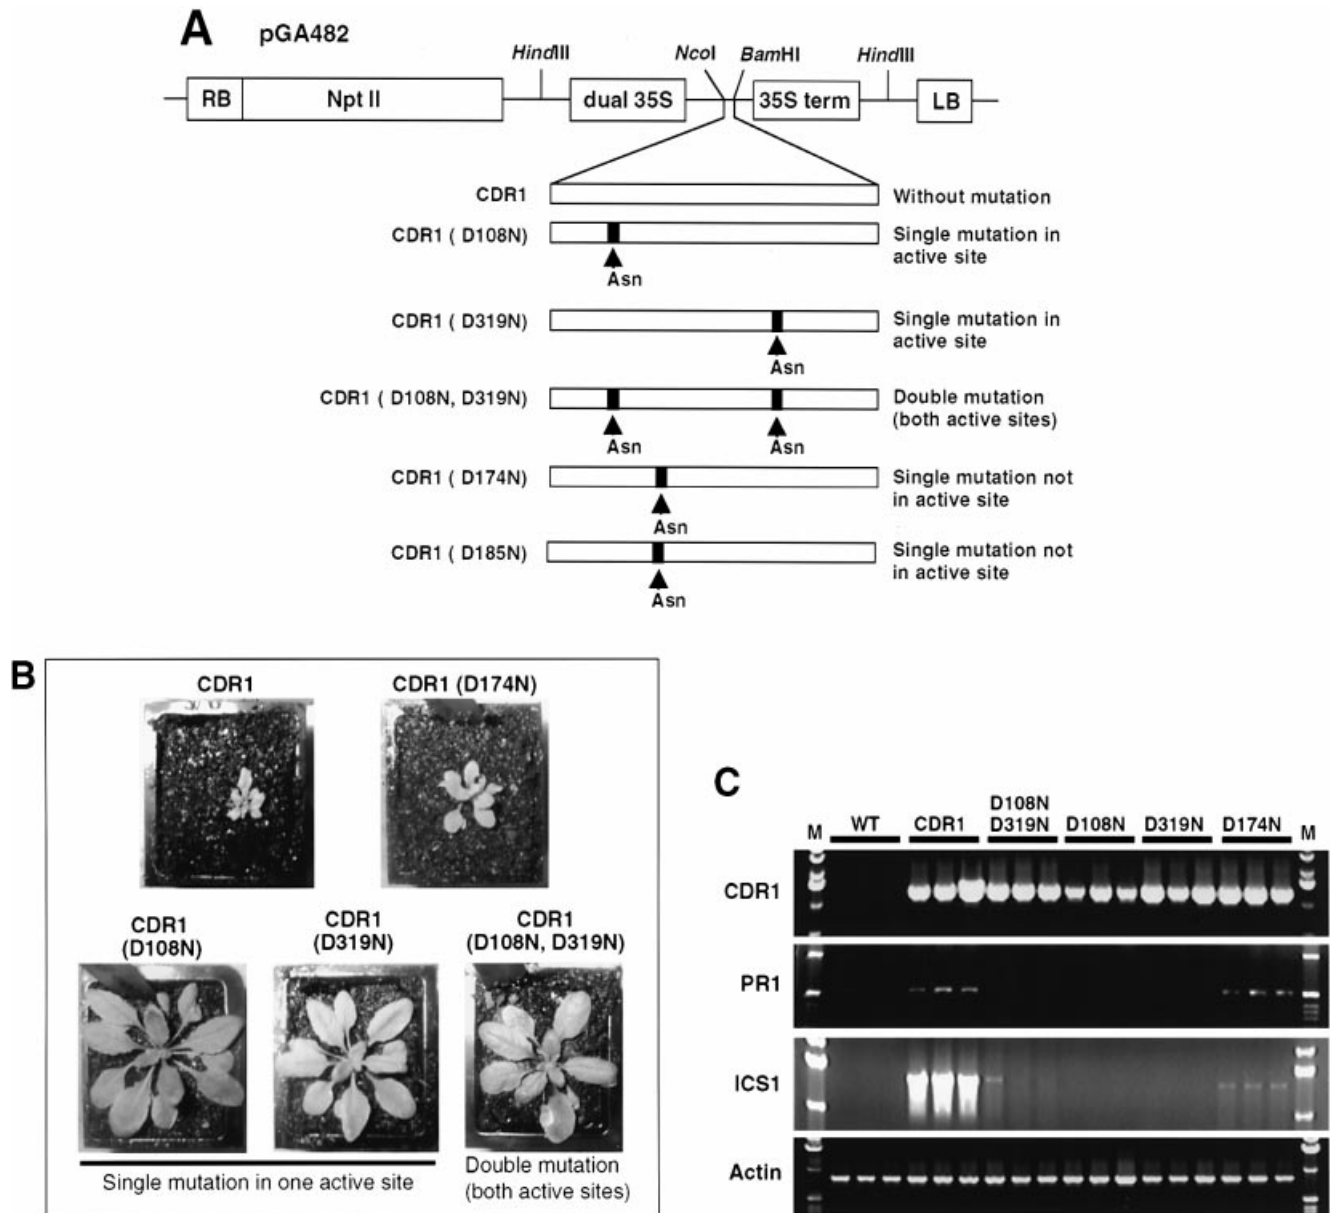 A
pGA482
HindIII
NcoI
BamHI
HindIII
RB
Npt II
dual 35S
35S term
LB
CDR1
Without mutation
CDR1 ( D108N)
Single mutation in
active site
Asn
CDR1 ( D319N)
Single mutation in
active site
Asn
CDR1 ( D108N, D319N)
Double mutation
(both active sites)
Asn
Asn
CDR1 ( D174N)
Single mutation not
in active site
Asn
CDR1 ( D185N)
Single mutation not
in active site
Asn
B
CDR1
CDR1 (D174N)
CDR1
(D108N)
CDR1
(D319N)
CDR1
(D108N, D319N)
Single mutation in one active site
Double mutation
(both active sites)
C
M
WT
CDR1
D108N
D319N
D108N
D319N
D174N
M
CDR1
PR1
ICS1
Actin